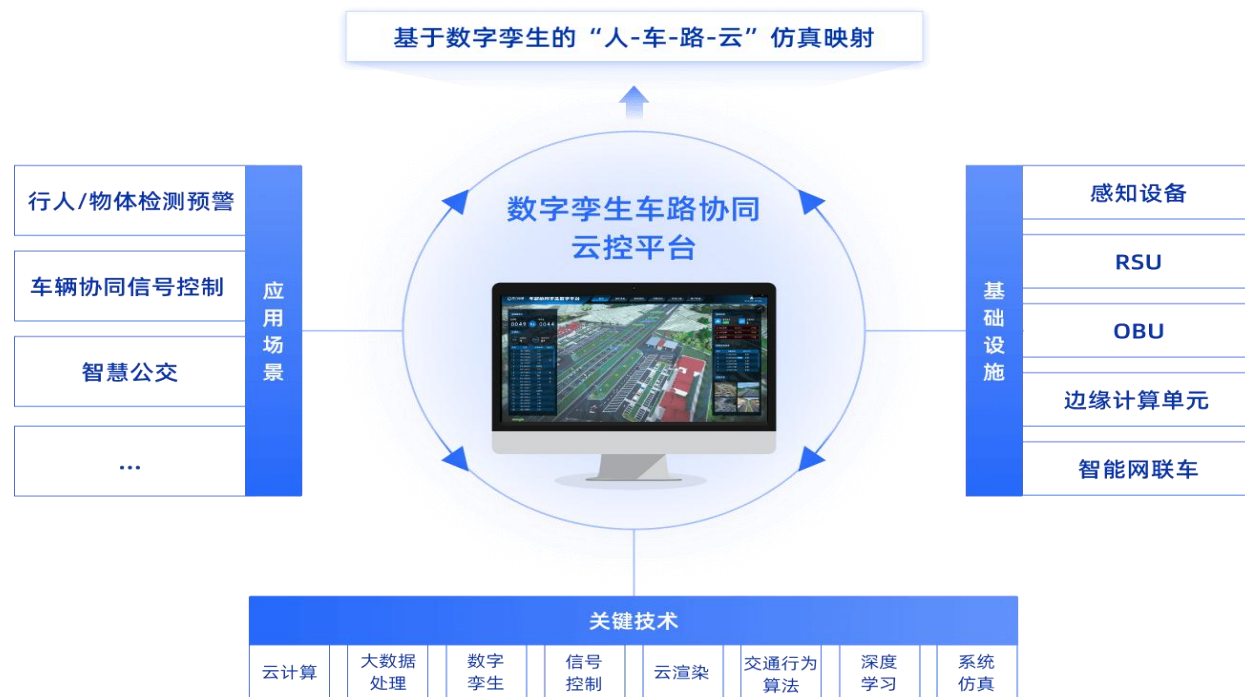 基于数字孪生的“人-车-路-云”仿真映射
数字孪生车路协同
云控平台
行人/物体检测预警
车辆协同信号控制
智慧公交
...
应用场景
基础设施
感知设备
RSU
OBU
边缘计算单元
智能网联车
0049
0044
关键技术
云计算
大数据
处理
数字
孪生
信号
控制
云渲染
交通行为
算法
深度
学习
系统
仿真